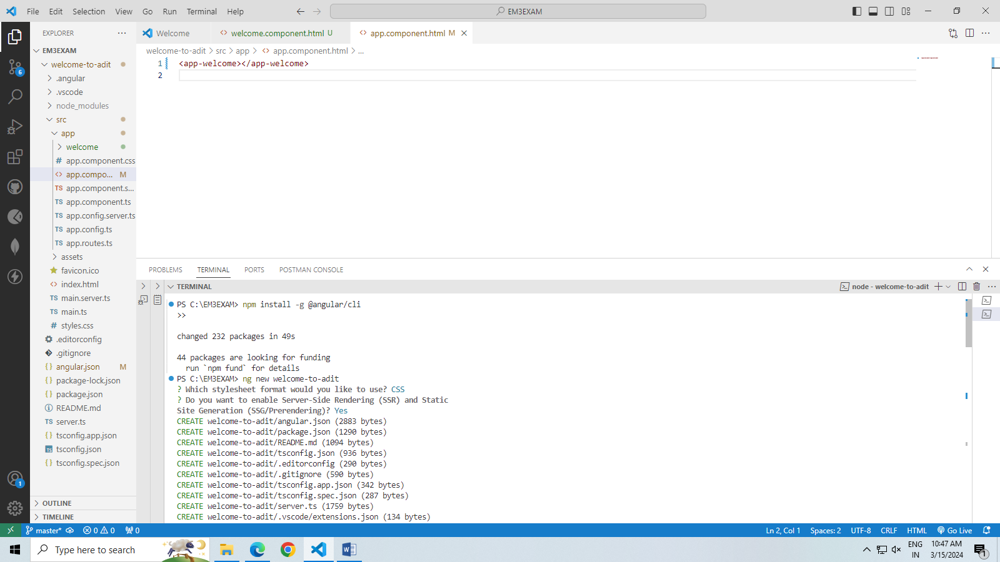 File Edit Selection View Go Run Terminal Help
EM3EXAM
EXPLORER
Welcome
welcome.component.html U
app.component.html M
EM3EXAM
welcome-to-adit > src > app > app.component.html > ...
welcome-to-adit
.angular
.vscode
node_modules
src
app
welcome
app.component.css
app.compo... M
app.component.s...
app.component.ts
app.config.server.ts
app.config.ts
app.routes.ts
assets
favicon.ico
index.html
main.server.ts
main.ts
styles.css
.editorconfig
.gitignore
angular.json M
package-lock.json
package.json
README.md
server.ts
tsconfig.app.json
tsconfig.json
tsconfig.spec.json
OUTLINE
TIMELINE
1 <app-welcome></app-welcome>
2
PROBLEMS TERMINAL PORTS POSTMAN CONSOLE
TERMINAL
node - welcome-to-adit
PS C:\EM3EXAM> npm install -g @angular/cli
>>
changed 232 packages in 49s
44 packages are looking for funding
run `npm fund` for details
PS C:\EM3EXAM> ng new welcome-to-adit
? Which stylesheet format would you like to use? CSS
? Do you want to enable Server-Side Rendering (SSR) and Static
Site Generation (SSG/Prerendering)? Yes
CREATE welcome-to-adit/angular.json (2883 bytes)
CREATE welcome-to-adit/package.json (1290 bytes)
CREATE welcome-to-adit/README.md (1094 bytes)
CREATE welcome-to-adit/tsconfig.json (936 bytes)
CREATE welcome-to-adit/.editorconfig (290 bytes)
CREATE welcome-to-adit/.gitignore (590 bytes)
CREATE welcome-to-adit/tsconfig.app.json (342 bytes)
CREATE welcome-to-adit/tsconfig.spec.json (287 bytes)
CREATE welcome-to-adit/server.ts (1759 bytes)
CREATE welcome-to-adit/.vscode/extensions.json (134 bytes)
6
1
master* 0 0 0
Ln 2, Col 1 Spaces: 2 UTF-8 CRLF HTML Go Live
Type here to search
ENG
IN
10:47 AM
3/15/2024
1